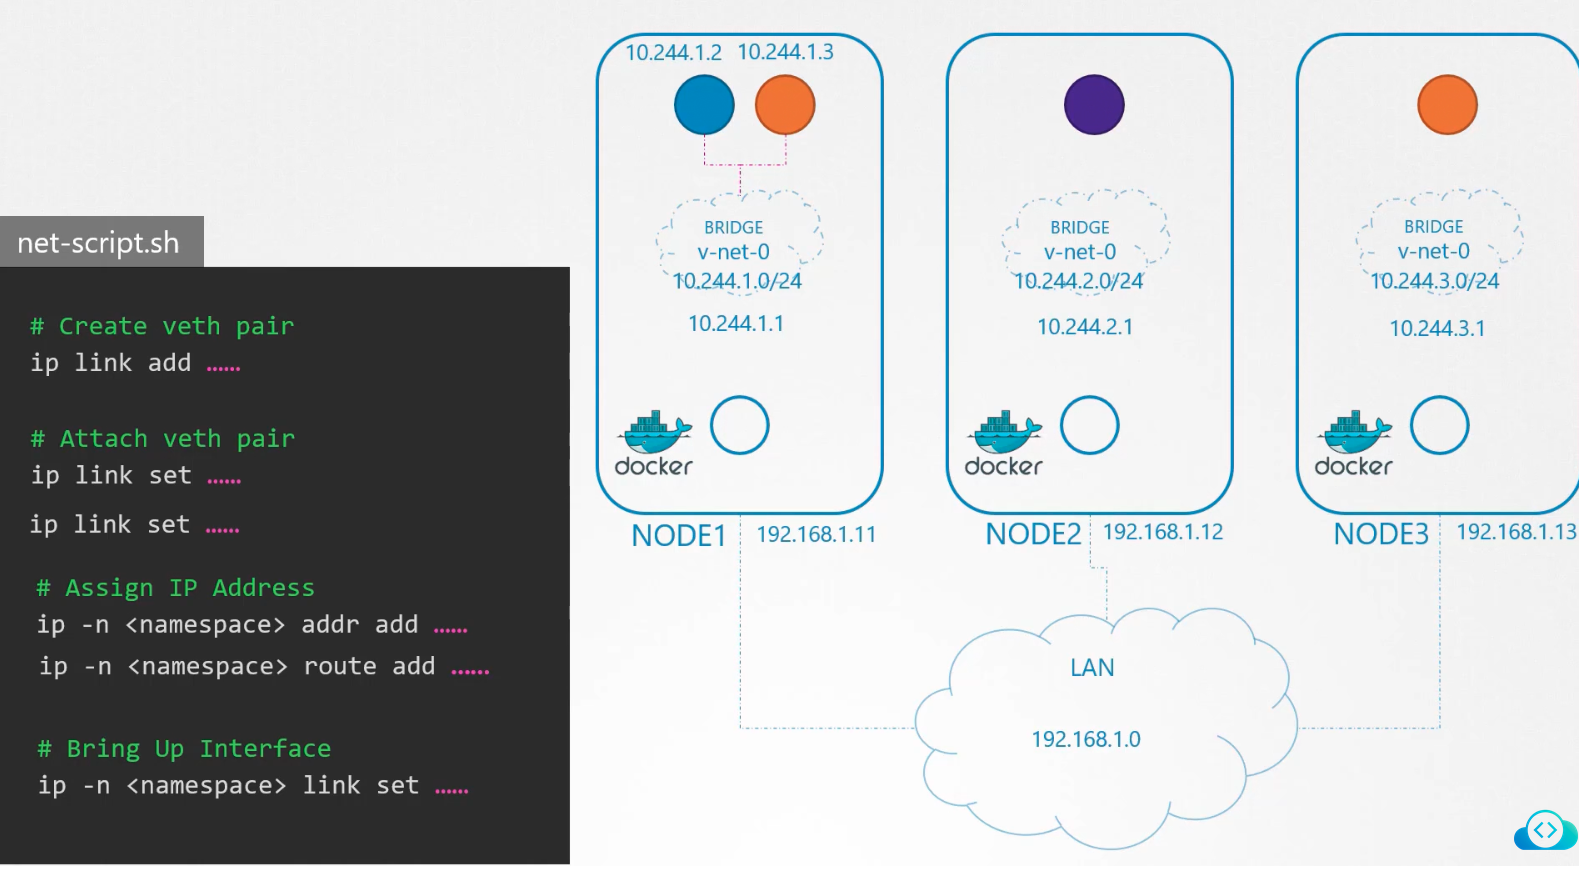 net-script.sh
# Create veth pair
ip link add ......
# Attach veth pair
ip link set ......
ip link set ......
# Assign IP Address
ip -n <namespace> addr add ......
ip -n <namespace> route add ......
# Bring Up Interface
ip -n <namespace> link set ......
10.244.1.2 10.244.1.3
BRIDGE
v-net-0
10.244.1.0/24
10.244.1.1
docker
NODE1 192.168.1.11
BRIDGE
v-net-0
10.244.2.0/24
10.244.2.1
docker
NODE2 192.168.1.12
BRIDGE
v-net-0
10.244.3.0/24
10.244.3.1
docker
NODE3 192.168.1.13
LAN
192.168.1.0